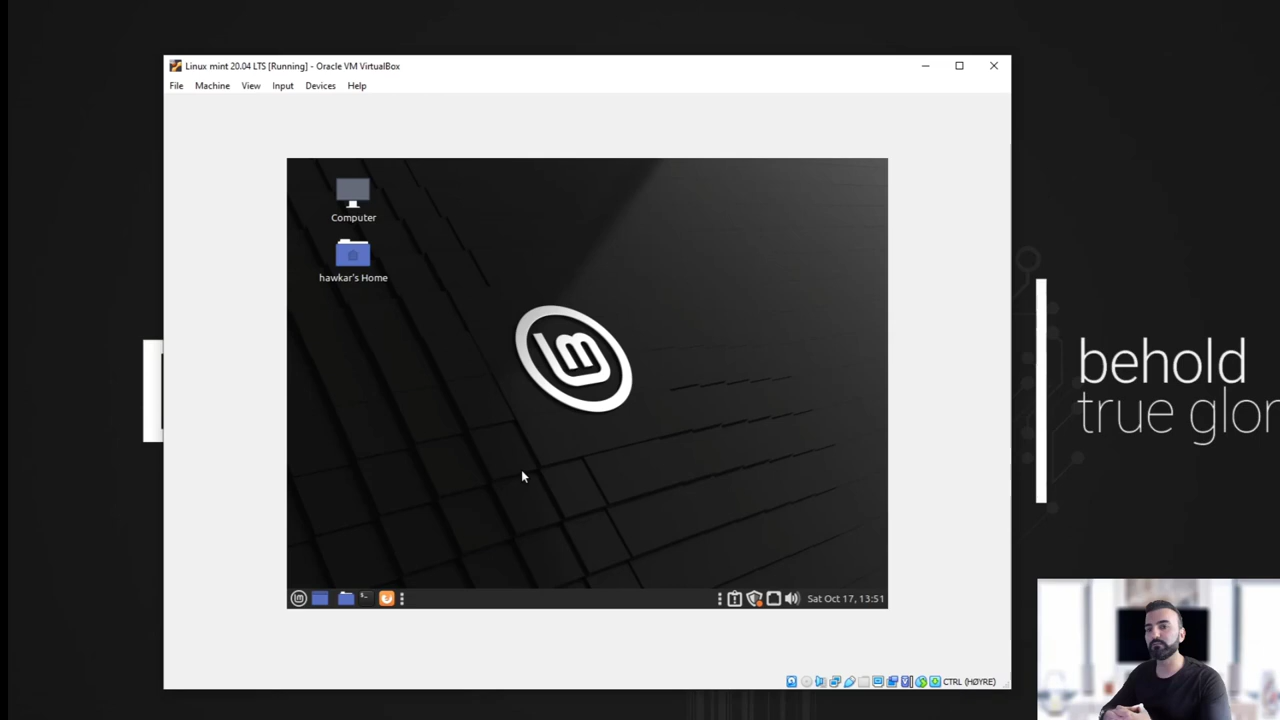 Linux mint 20.04 LTS [Running] - Oracle VM VirtualBox
File Machine View Input Devices Help
Computer
hawkar's Home
lm
behold
true glor
Sat Oct 17, 13:51
CTRL (HØYRE)